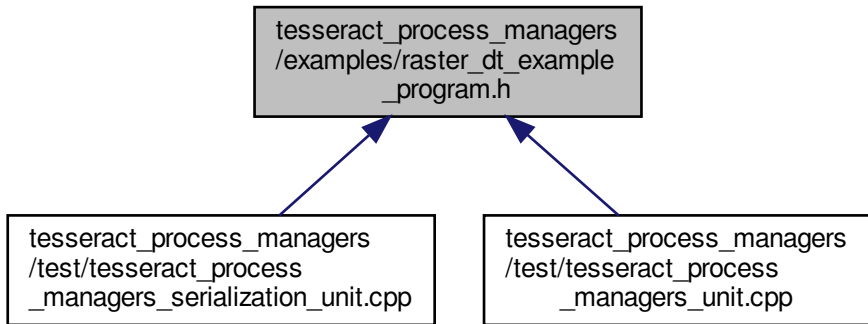 tesseract_process_managers
/examples/raster_dt_example
_program.h
tesseract_process_managers
/test/tesseract_process
_managers_serialization_unit.cpp
tesseract_process_managers
/test/tesseract_process
_managers_unit.cpp